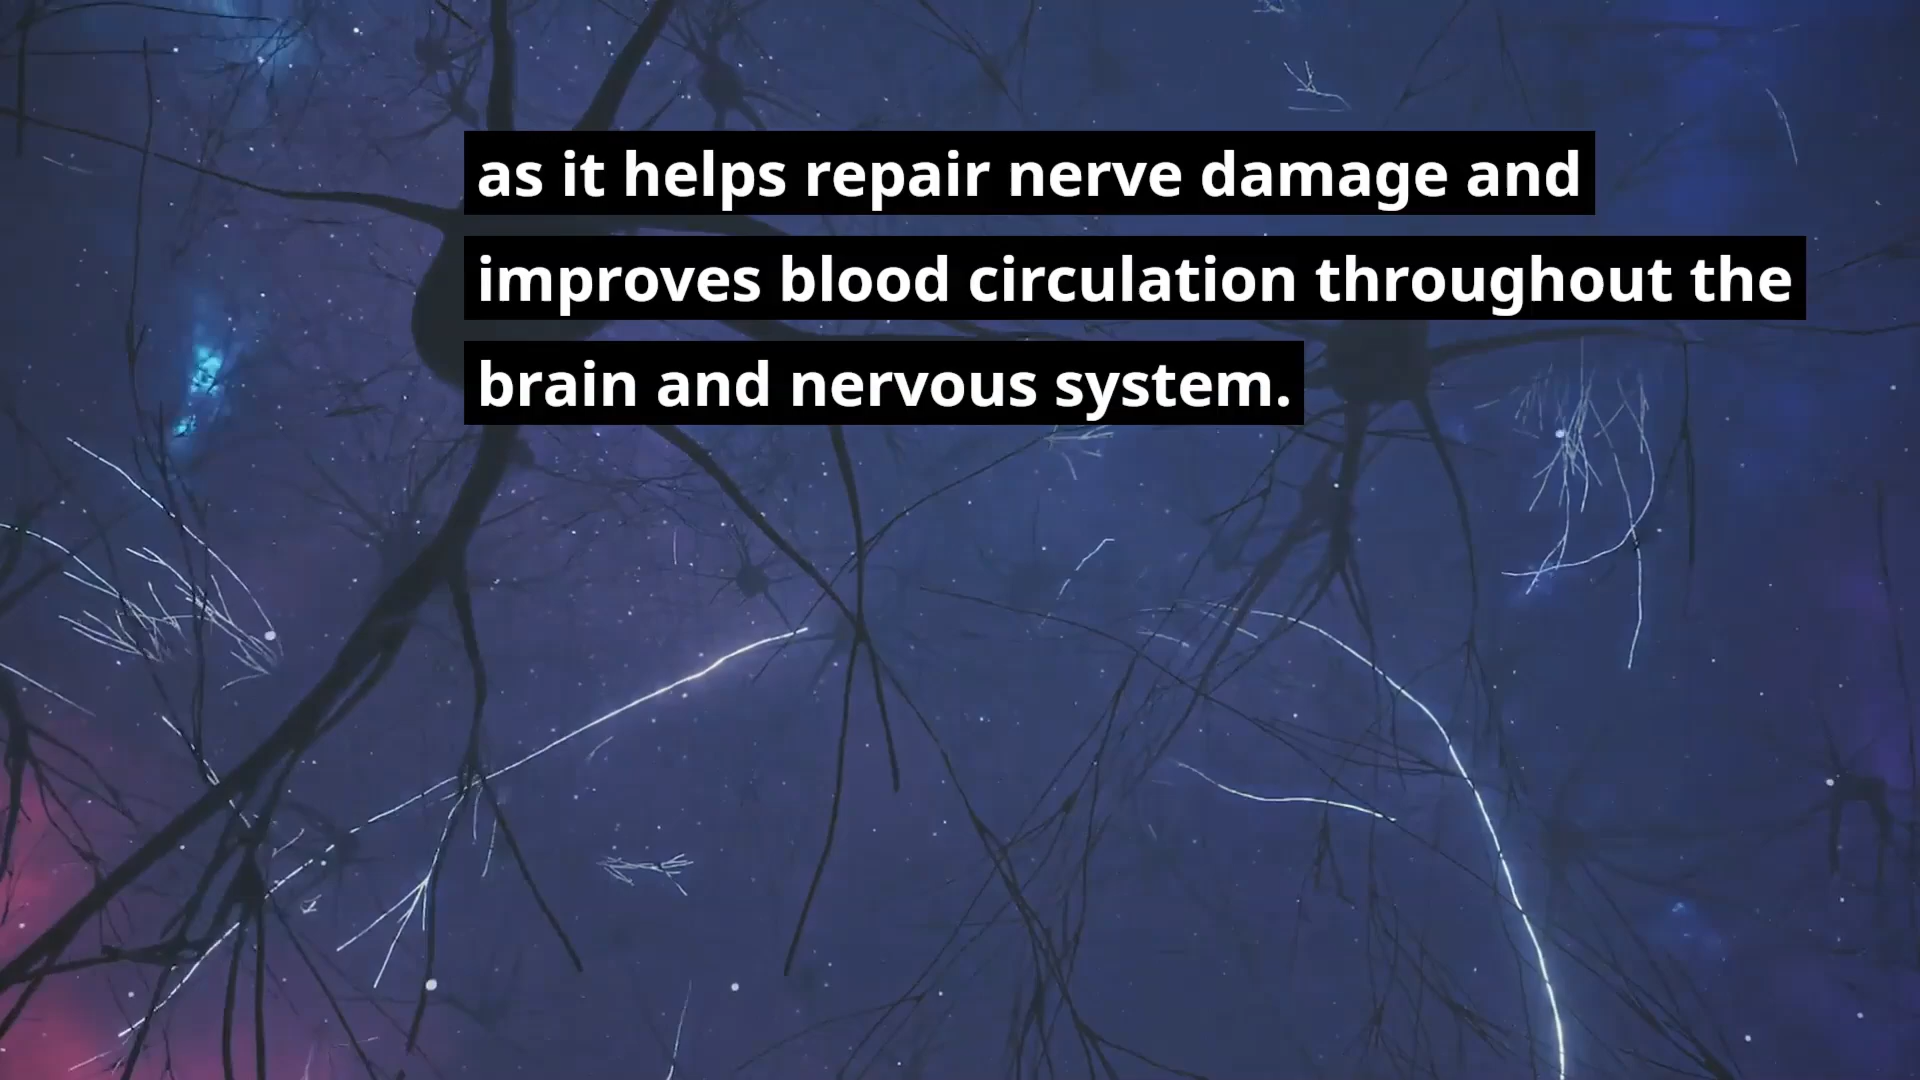 as it helps repair nerve damage and
improves blood circulation throughout the
brain and nervous system.